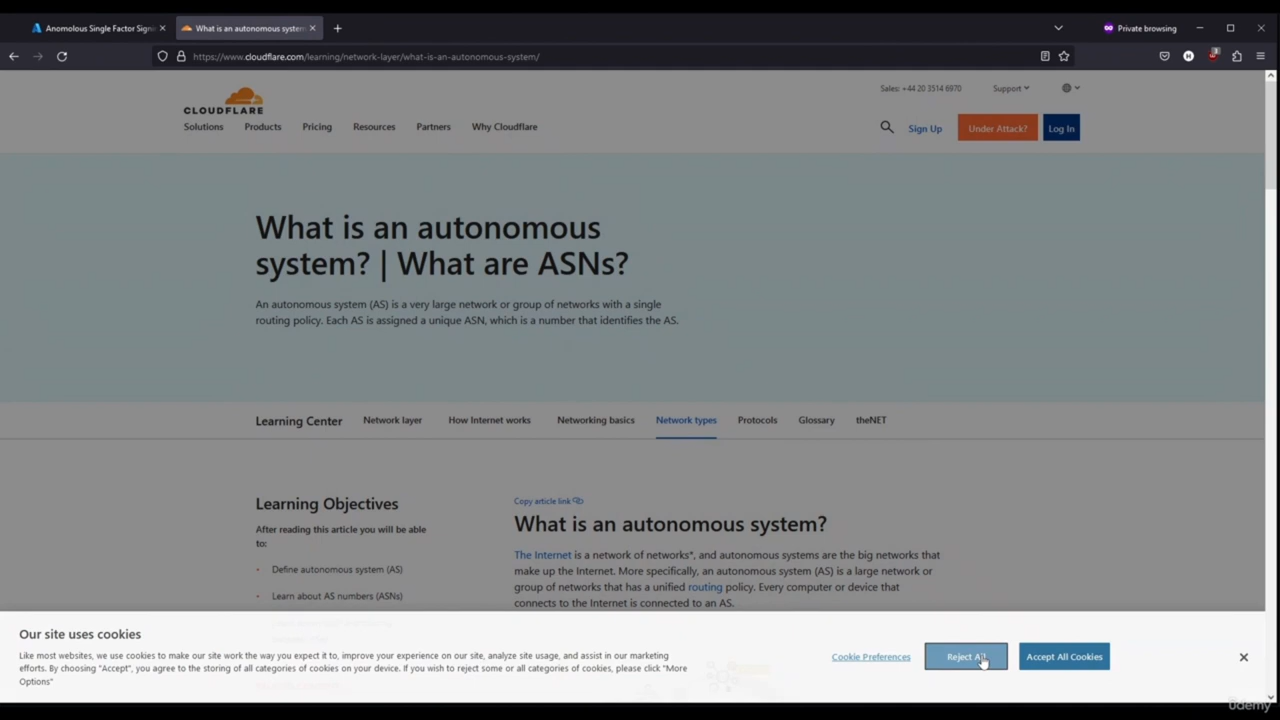 Anomolous Single Factor Signi
What is an autonomous system
Private browsing
https://www.cloudflare.com/learning/network-layer/what-is-an-autonomous-system/
3
Sales: +44 20 3514 6970
Support
CLOUDFLARE
Solutions
Products
Pricing
Resources
Partners
Why Cloudflare
Sign Up
Under Attack?
Log In
What is an autonomous
system? | What are ASNs?
An autonomous system (AS) is a very large network or group of networks with a single
routing policy. Each AS is assigned a unique ASN, which is a number that identifies the AS.
Learning Center
Network layer
How Internet works
Networking basics
Network types
Protocols
Glossary
theNET
Learning Objectives
After reading this article you will be able
to:
• Define autonomous system (AS)
• Learn about AS numbers (ASNs)
Copy article link
What is an autonomous system?
The Internet is a network of networks*, and autonomous systems are the big networks that
make up the Internet. More specifically, an autonomous system (AS) is a large network or
group of networks that has a unified routing policy. Every computer or device that
connects to the Internet is connected to an AS.
Our site uses cookies
Like most websites, we use cookies to make our site work the way you expect it to, improve your experience on our site, analyze site usage, and assist in our marketing
efforts. By choosing "Accept", you agree to the storing of all categories of cookies on your device. If you wish to reject some or all categories of cookies, please click "More
Options"
Cookie Preferences
Reject All
Accept All Cookies
ûdemy